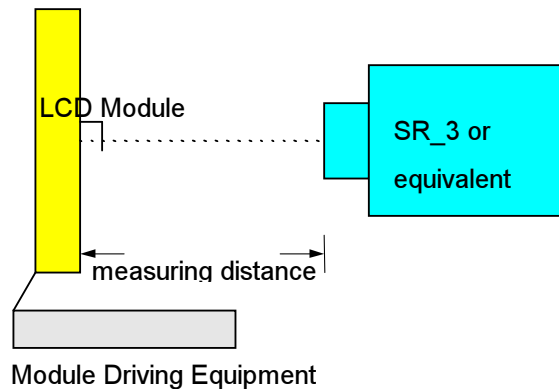 LCD Module
SR_3 or
equivalent
measuring distance
Module Driving Equipment